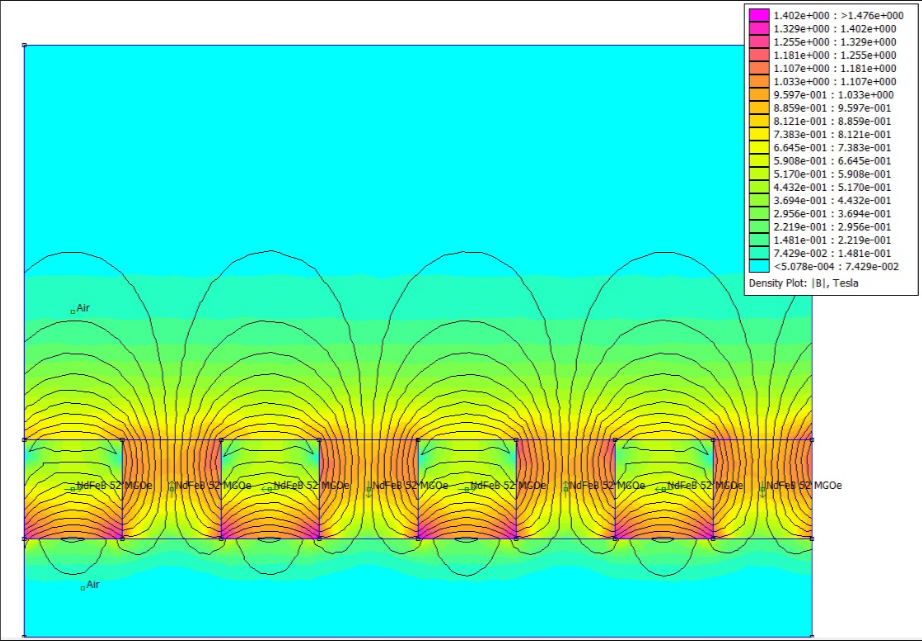 1.402e+000 : >1.476e+000
1.329e+000 : 1.402e+000
1.255e+000 : 1.329e+000
1.181e+000 : 1.255e+000
1.107e+000 : 1.181e+000
1.033e+000 : 1.107e+000
9.597e-001 : 1.033e+000
8.859e-001 : 9.597e-001
8.121e-001 : 8.859e-001
7.383e-001 : 8.121e-001
6.645e-001 : 7.383e-001
5.908e-001 : 6.645e-001
5.170e-001 : 5.908e-001
4.432e-001 : 5.170e-001
3.694e-001 : 4.432e-001
2.956e-001 : 3.694e-001
2.219e-001 : 2.956e-001
1.481e-001 : 2.219e-001
7.429e-002 : 1.481e-001
<5.078e-004 : 7.429e-002
Density Plot: |B|, Tesla
Air
NdFeB 52 MGOe NdFeB 52 MGOe NdFeB 52 MGOe NdFeB 52 MGOe NdFeB 52 MGOe NdFeB 52 MGOe NdFeB 52 MGOe NdFeB 52 MGOe
Air